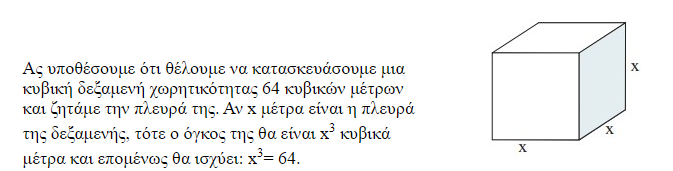 Ας υποθέσουμε ότι θέλουμε να κατασκευάσουμε μια
κυβική δεξαμενή χωρητικότητας 64 κυβικών μέτρων
και ζητάμε την πλευρά της. Αν x μέτρα είναι η πλευρά
της δεξαμενής, τότε ο όγκος της θα είναι x³ κυβικά
μέτρα και επομένως θα ισχύει: x³= 64.
x
x
x